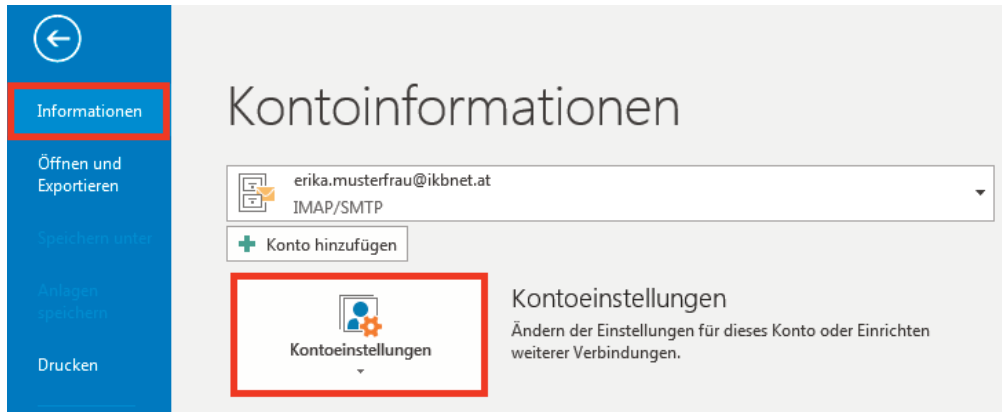 Informationen
Öffnen und
Exportieren
Speichern unter
Anlagen
speichern
Drucken
Kontoinformationen
erika.musterfrau@ikbnet.at
IMAP/SMTP
Konto hinzufügen
Kontoeinstellungen
Kontoeinstellungen
Ändern der Einstellungen für dieses Konto oder Einrichten
weiterer Verbindungen.